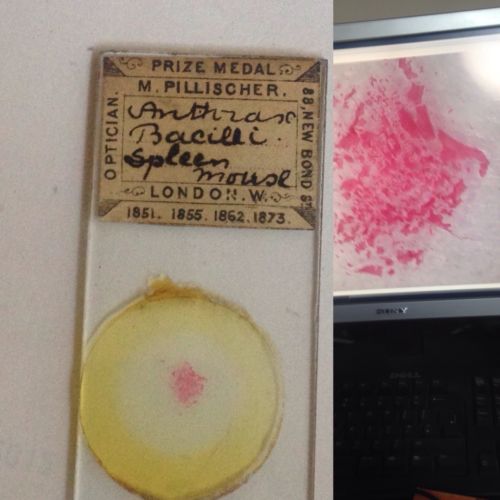 PRIZE MEDAL
M. PILLISCHER.
OPTICIAN.
88, NEW BOND ST.
Anthrax
Bacilli.
Spleen
mouse
LONDON. W.
1851. 1855. 1862. 1873.